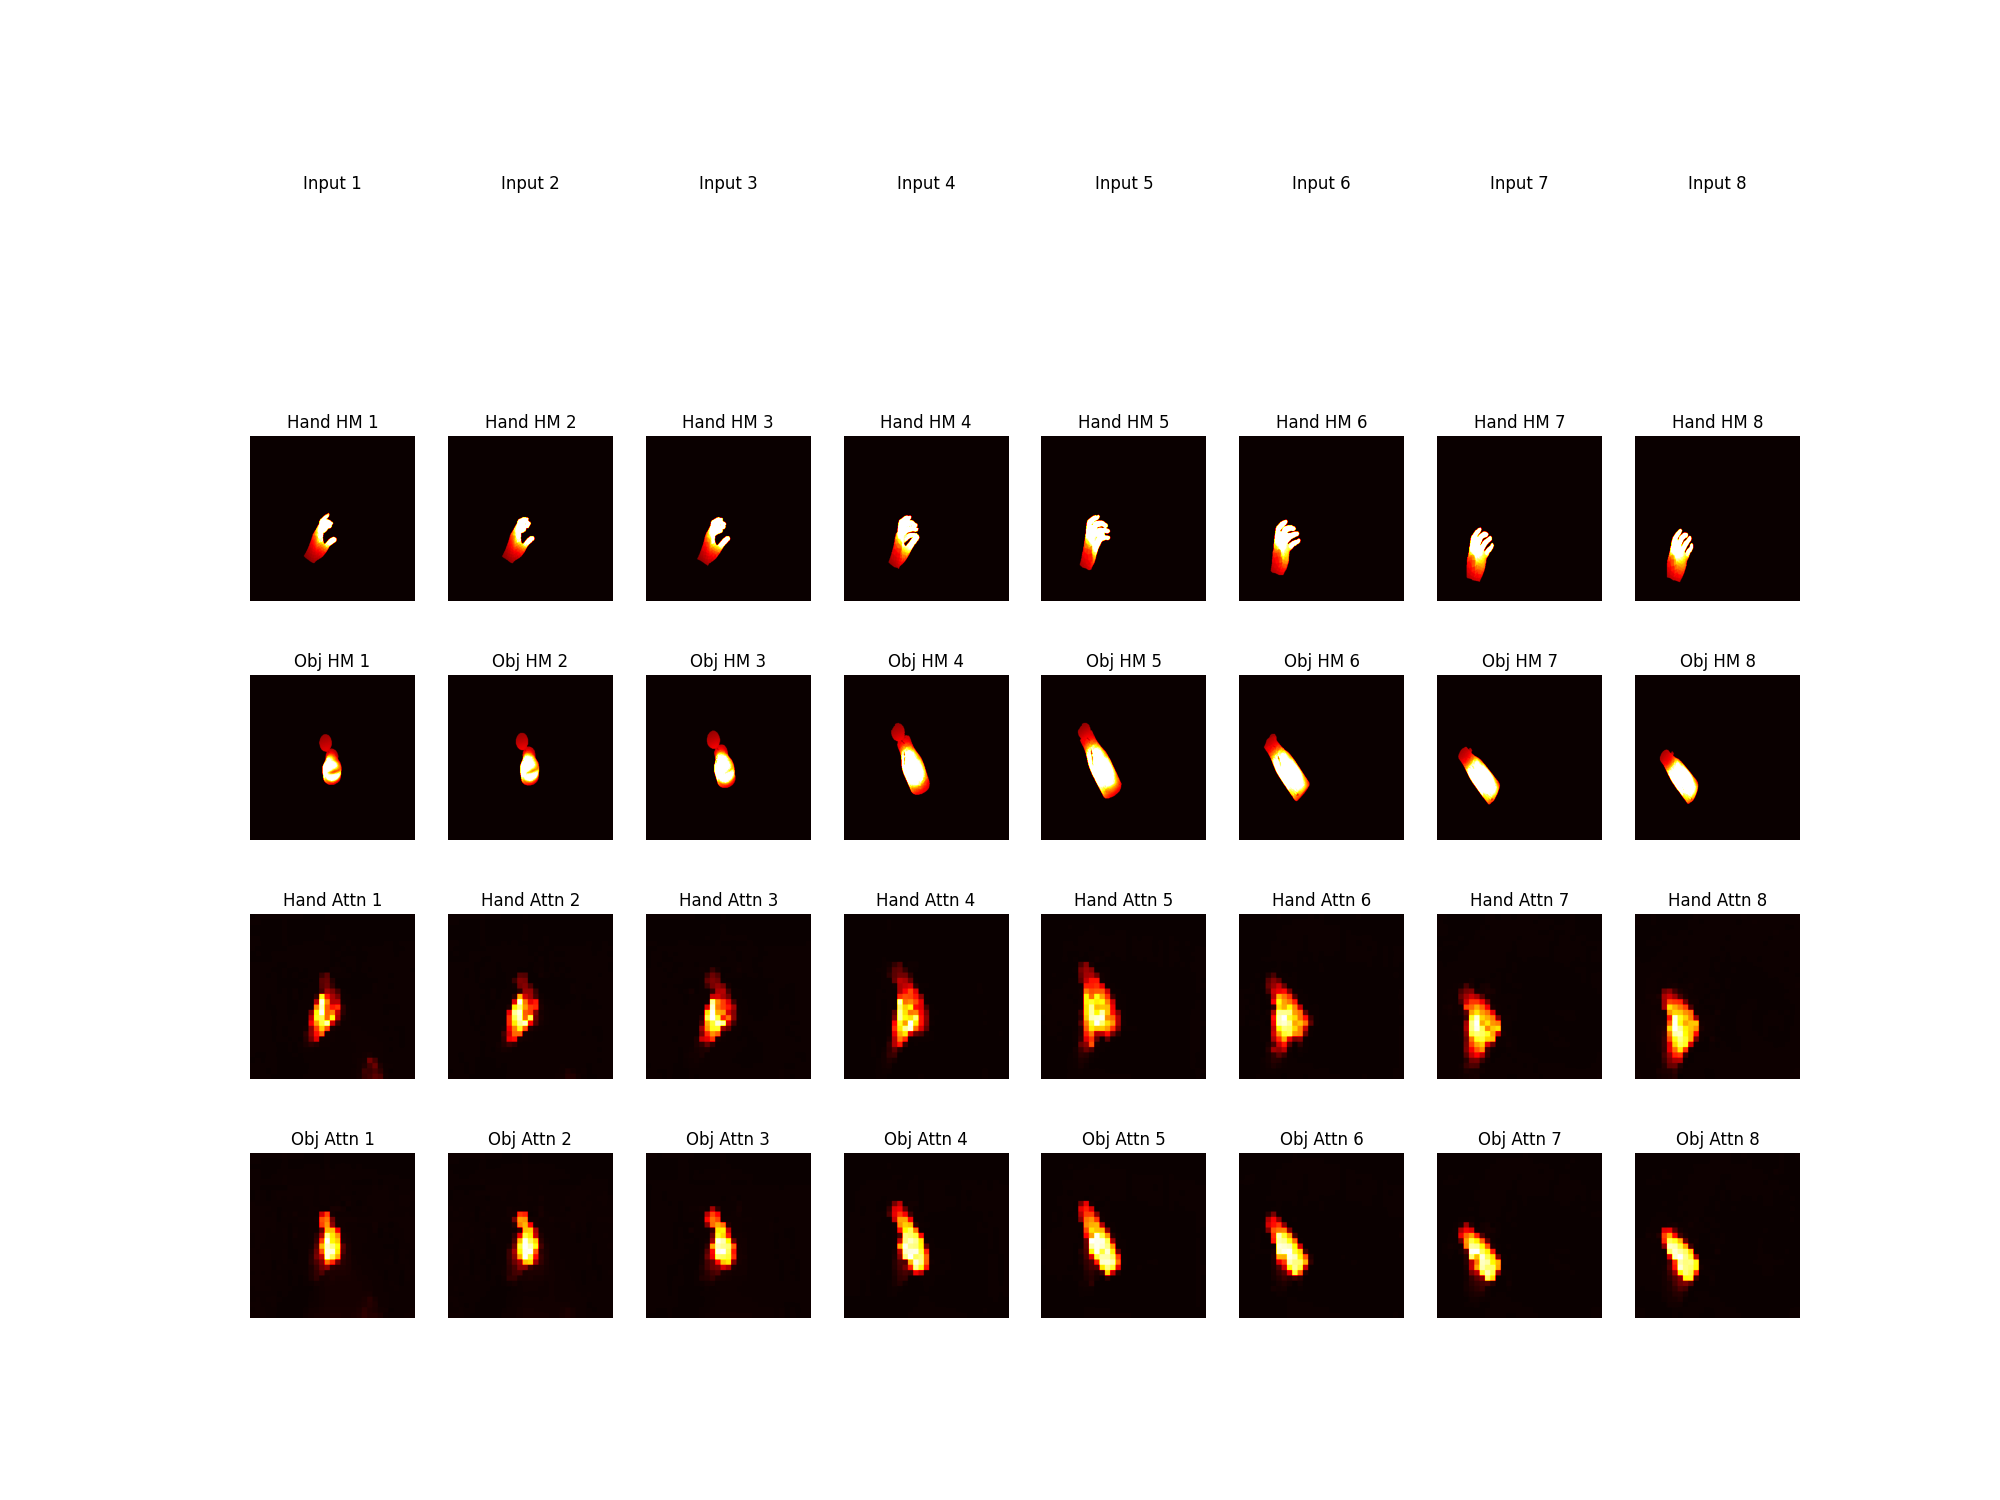 Input 1 Input 2 Input 3 Input 4 Input 5 Input 6 Input 7 Input 8
Hand HM 1 Hand HM 2 Hand HM 3 Hand HM 4 Hand HM 5 Hand HM 6 Hand HM 7 Hand HM 8
Obj HM 1 Obj HM 2 Obj HM 3 Obj HM 4 Obj HM 5 Obj HM 6 Obj HM 7 Obj HM 8
Hand Attn 1 Hand Attn 2 Hand Attn 3 Hand Attn 4 Hand Attn 5 Hand Attn 6 Hand Attn 7 Hand Attn 8
Obj Attn 1 Obj Attn 2 Obj Attn 3 Obj Attn 4 Obj Attn 5 Obj Attn 6 Obj Attn 7 Obj Attn 8